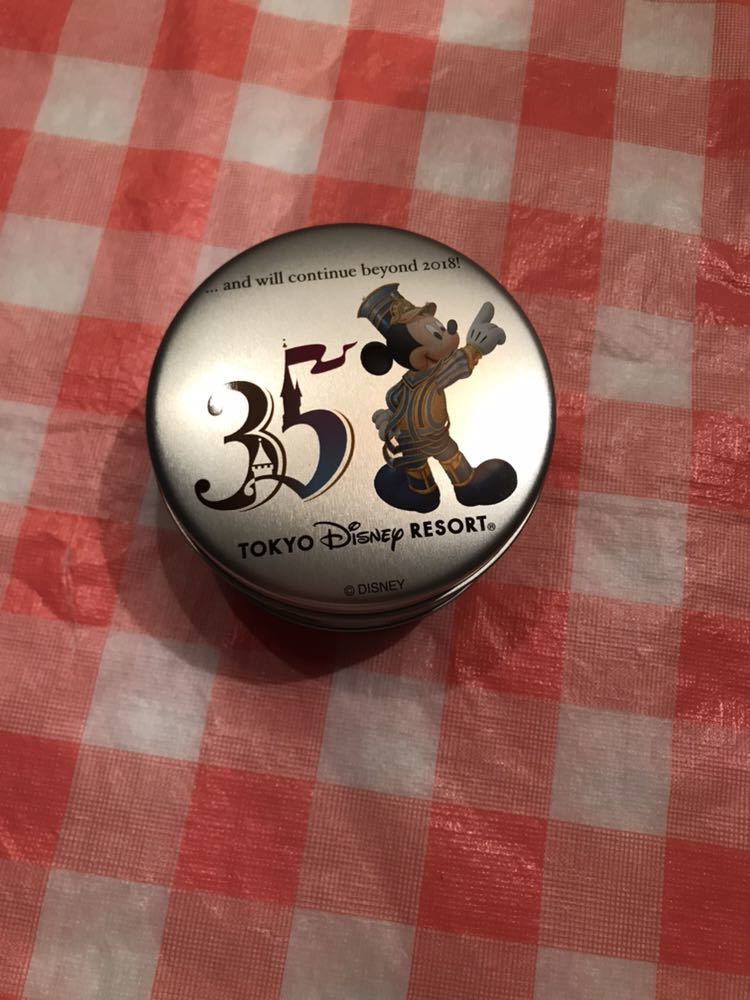 ... and will continue beyond 2018!
35
TOKYO Disney RESORT®
© DISNEY